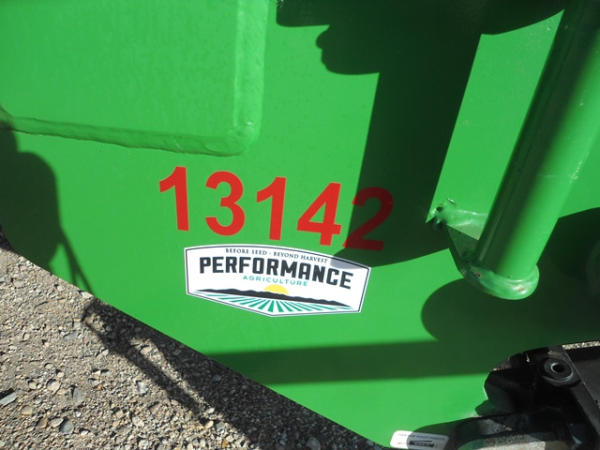 13142
BEFORE SEED - BEYOND HARVEST
PERFORMANCE
AGRICULTURE